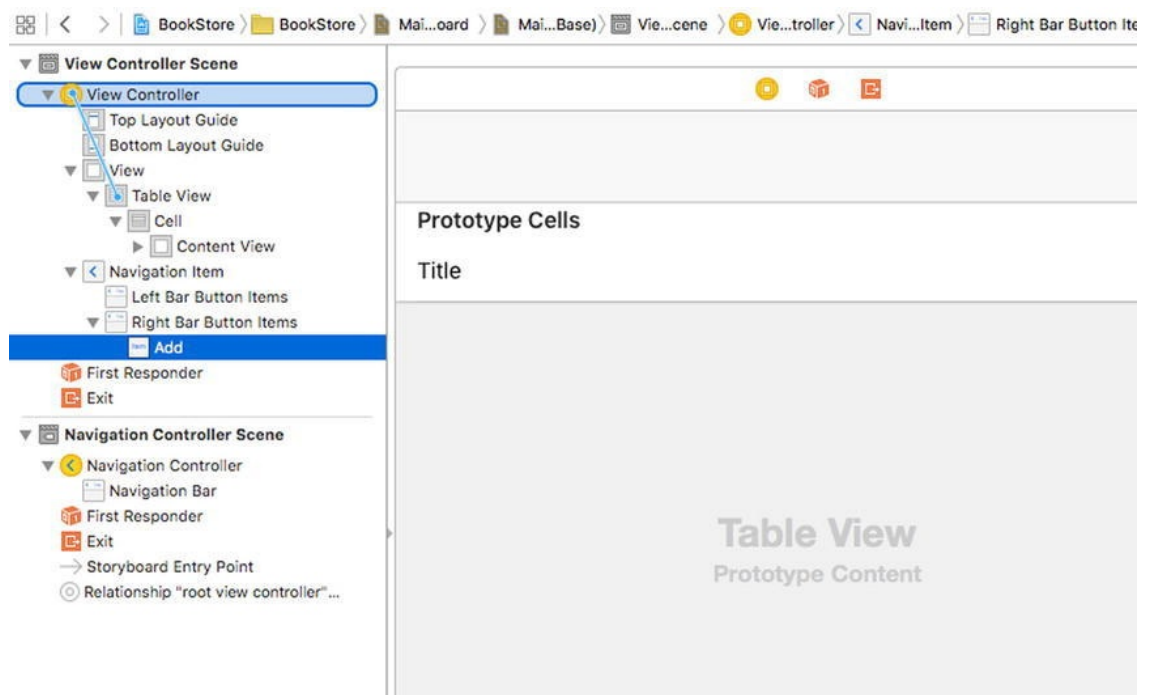 BookStore BookStore Mai...oard Mai...Base) Vie...cene Vie...troller Navi...Item Right Bar Button Ite
View Controller Scene
View Controller
Top Layout Guide
Bottom Layout Guide
View
Table View
Cell
Content View
Navigation Item
Left Bar Button Items
Right Bar Button Items
Add
First Responder
Exit
Navigation Controller Scene
Navigation Controller
Navigation Bar
First Responder
Exit
Storyboard Entry Point
Relationship "root view controller"...
Prototype Cells
Title
Table View
Prototype Content